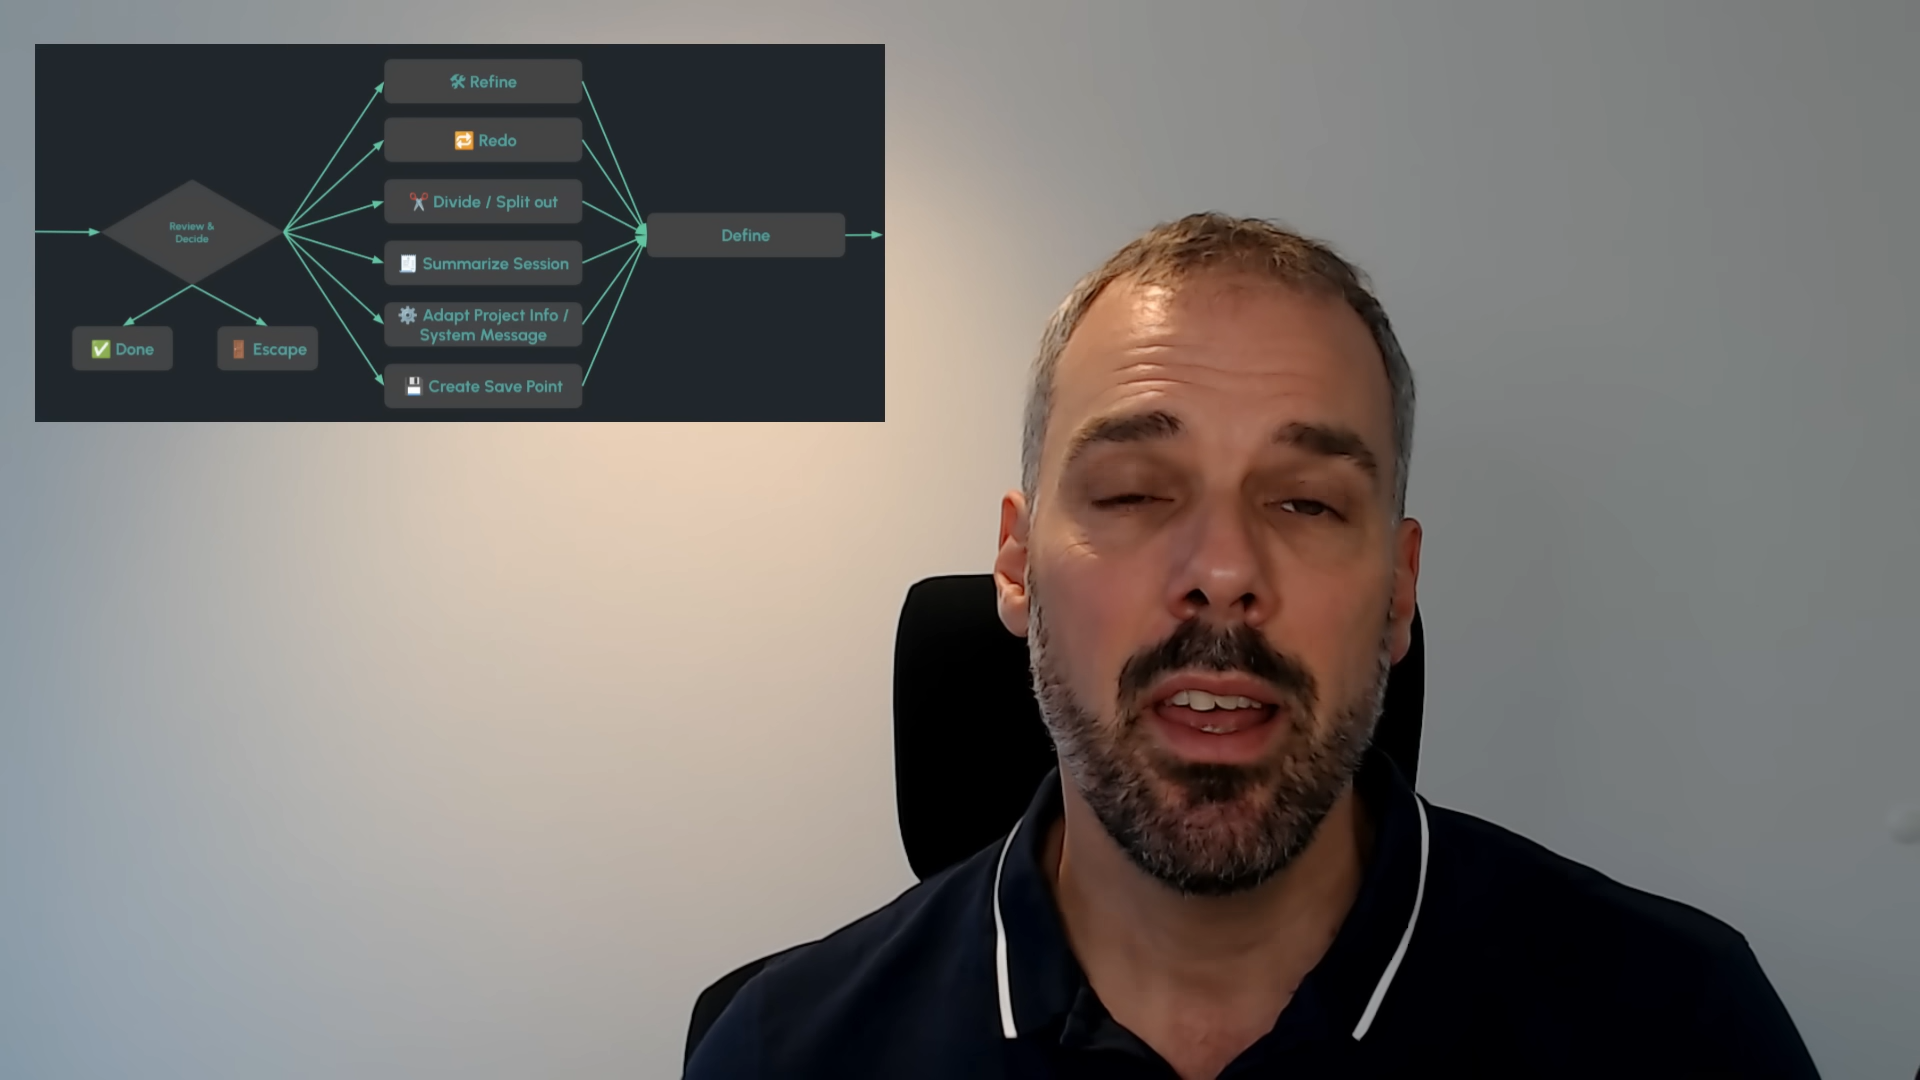 🛠 Refine
🔁 Redo
✂️ Divide / Split out
Review &
Decide
Define
🧾 Summarize Session
⚙️ Adapt Project Info /
System Message
✅ Done
🚪 Escape
💾 Create Save Point